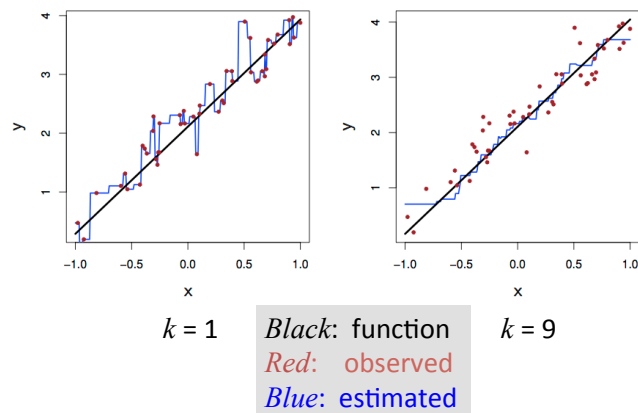 4
3
2
1
y
−1.0 −0.5 0.0 0.5 1.0
x
4
3
2
1
y
−1.0 −0.5 0.0 0.5 1.0
x
k = 1
k = 9
Black: function
Red: observed
Blue: estimated